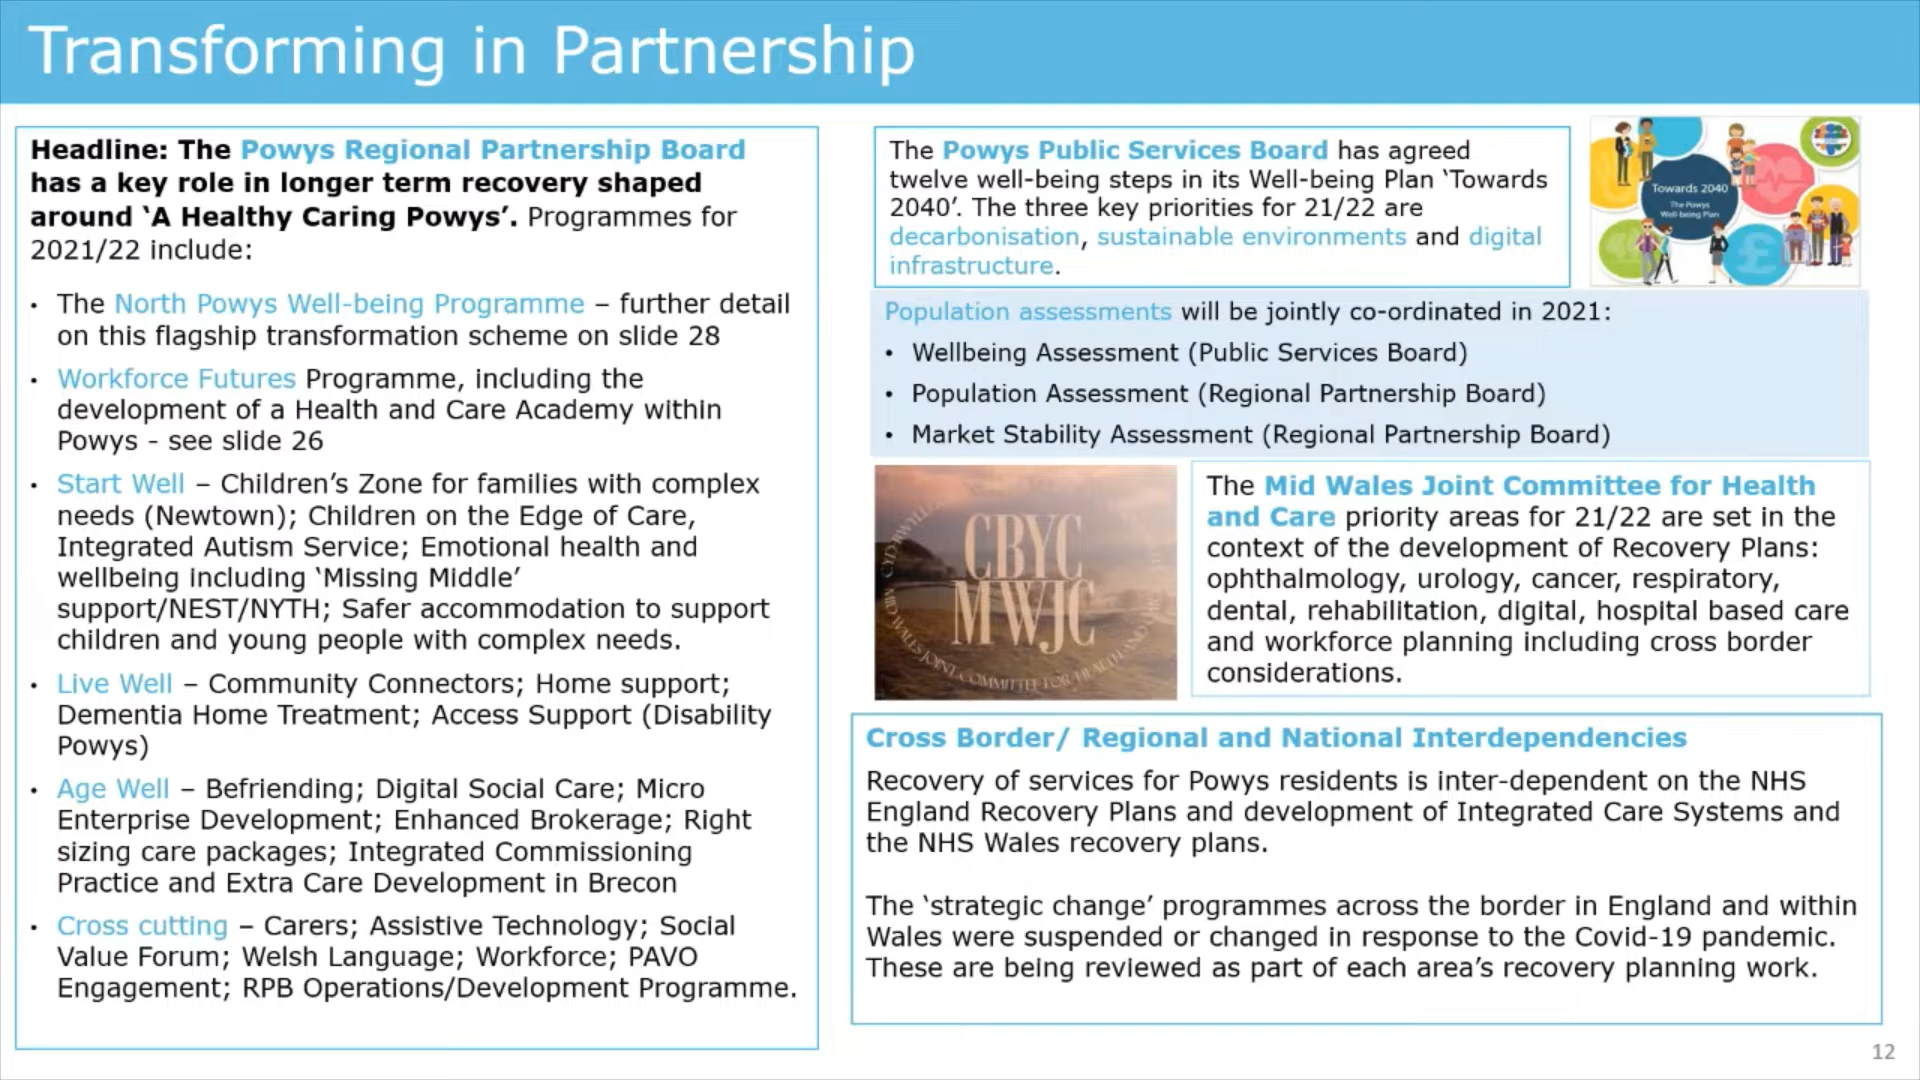 Transforming in Partnership
Headline: The Powys Regional Partnership Board
has a key role in longer term recovery shaped
around ‘A Healthy Caring Powys’. Programmes for
2021/22 include:
• The North Powys Well-being Programme – further detail
on this flagship transformation scheme on slide 28
• Workforce Futures Programme, including the
development of a Health and Care Academy within
Powys - see slide 26
• Start Well – Children’s Zone for families with complex
needs (Newtown); Children on the Edge of Care,
Integrated Autism Service; Emotional health and
wellbeing including ‘Missing Middle’
support/NEST/NYTH; Safer accommodation to support
children and young people with complex needs.
• Live Well – Community Connectors; Home support;
Dementia Home Treatment; Access Support (Disability
Powys)
• Age Well – Befriending; Digital Social Care; Micro
Enterprise Development; Enhanced Brokerage; Right
sizing care packages; Integrated Commissioning
Practice and Extra Care Development in Brecon
• Cross cutting – Carers; Assistive Technology; Social
Value Forum; Welsh Language; Workforce; PAVO
Engagement; RPB Operations/Development Programme.
The Powys Public Services Board has agreed
twelve well-being steps in its Well-being Plan ‘Towards
2040’. The three key priorities for 21/22 are
decarbonisation, sustainable environments and digital
infrastructure.
Towards 2040
The Powys
Well-being Plan
Population assessments will be jointly co-ordinated in 2021:
• Wellbeing Assessment (Public Services Board)
• Population Assessment (Regional Partnership Board)
• Market Stability Assessment (Regional Partnership Board)
CBYC
MWJC
MID WALES JOINT COMMITTEE FOR HEALTH AND
The Mid Wales Joint Committee for Health
and Care priority areas for 21/22 are set in the
context of the development of Recovery Plans:
ophthalmology, urology, cancer, respiratory,
dental, rehabilitation, digital, hospital based care
and workforce planning including cross border
considerations.
Cross Border/ Regional and National Interdependencies
Recovery of services for Powys residents is inter-dependent on the NHS
England Recovery Plans and development of Integrated Care Systems and
the NHS Wales recovery plans.
The ‘strategic change’ programmes across the border in England and within
Wales were suspended or changed in response to the Covid-19 pandemic.
These are being reviewed as part of each area’s recovery planning work.
12